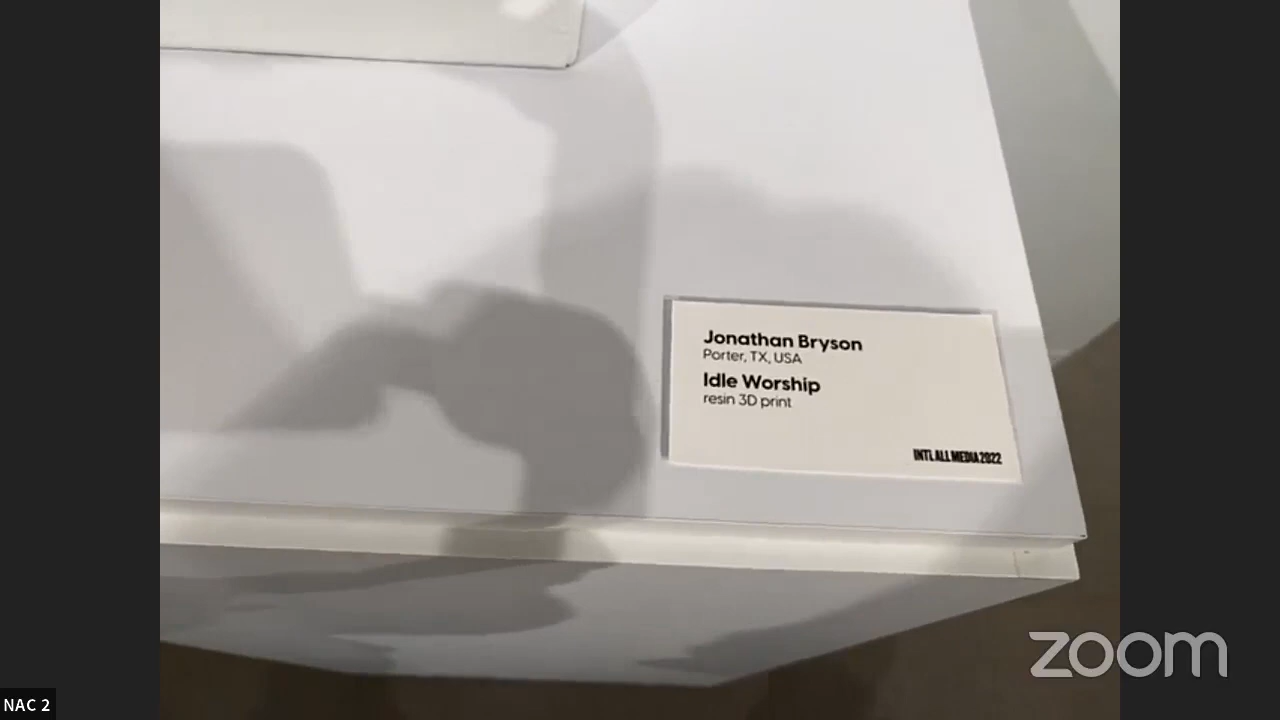 Jonathan Bryson
Porter, TX, USA
Idle Worship
resin 3D print
INTL ALL MEDIA 2022
zoom
NAC 2